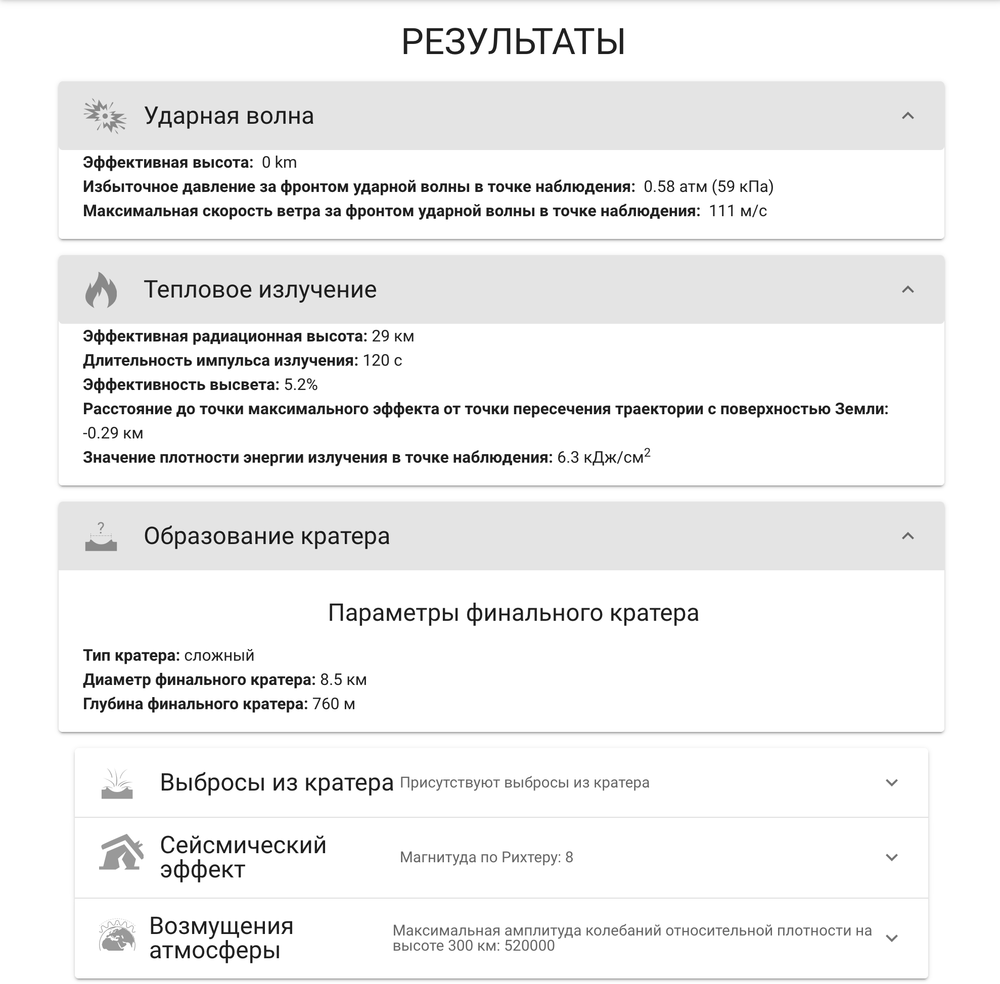 РЕЗУЛЬТАТЫ
Ударная волна
Эффективная высота: 0 km
Избыточное давление за фронтом ударной волны в точке наблюдения: 0.58 атм (59 кПа)
Максимальная скорость ветра за фронтом ударной волны в точке наблюдения: 111 м/с
Тепловое излучение
Эффективная радиационная высота: 29 км
Длительность импульса излучения: 120 с
Эффективность высвета: 5.2%
Расстояние до точки максимального эффекта от точки пересечения траектории с поверхностью Земли:
-0.29 км
Значение плотности энергии излучения в точке наблюдения: 6.3 кДж/см²
?
Образование кратера
Параметры финального кратера
Тип кратера: сложный
Диаметр финального кратера: 8.5 км
Глубина финального кратера: 760 м
Выбросы из кратера Присутствуют выбросы из кратера
Сейсмический
эффект
Магнитуда по Рихтеру: 8
Возмущения
атмосферы
Максимальная амплитуда колебаний относительной плотности на
высоте 300 км: 520000